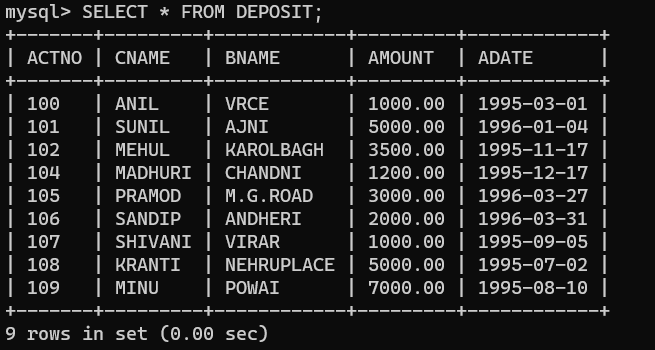 mysql> SELECT * FROM DEPOSIT;
+-------+---------+------------+---------+------------+
| ACTNO | CNAME   | BNAME      | AMOUNT  | ADATE      |
+-------+---------+------------+---------+------------+
| 100   | ANIL    | VRCE       | 1000.00 | 1995-03-01 |
| 101   | SUNIL   | AJNI       | 5000.00 | 1996-01-04 |
| 102   | MEHUL   | KAROLBAGH  | 3500.00 | 1995-11-17 |
| 104   | MADHURI | CHANDNI    | 1200.00 | 1995-12-17 |
| 105   | PRAMOD  | M.G.ROAD   | 3000.00 | 1996-03-27 |
| 106   | SANDIP  | ANDHERI    | 2000.00 | 1996-03-31 |
| 107   | SHIVANI | VIRAR      | 1000.00 | 1995-09-05 |
| 108   | KRANTI  | NEHRUPLACE | 5000.00 | 1995-07-02 |
| 109   | MINU    | POWAI      | 7000.00 | 1995-08-10 |
+-------+---------+------------+---------+------------+
9 rows in set (0.00 sec)